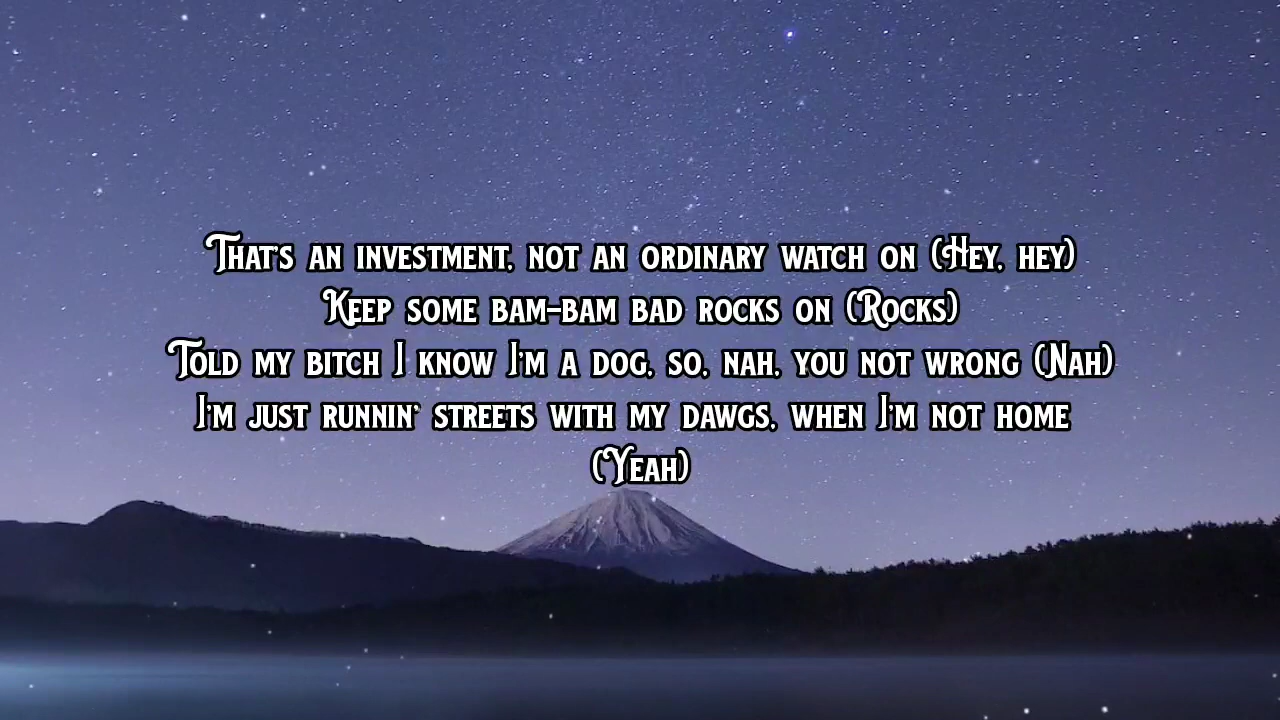 That's an investment, not an ordinary watch on (Hey, hey)
Keep some bam-bam bad rocks on (Rocks)
Told my bitch I know I'm a dog, so, nah, you not wrong (Nah)
I'm just runnin' streets with my dawgs, when I'm not home
(Yeah)